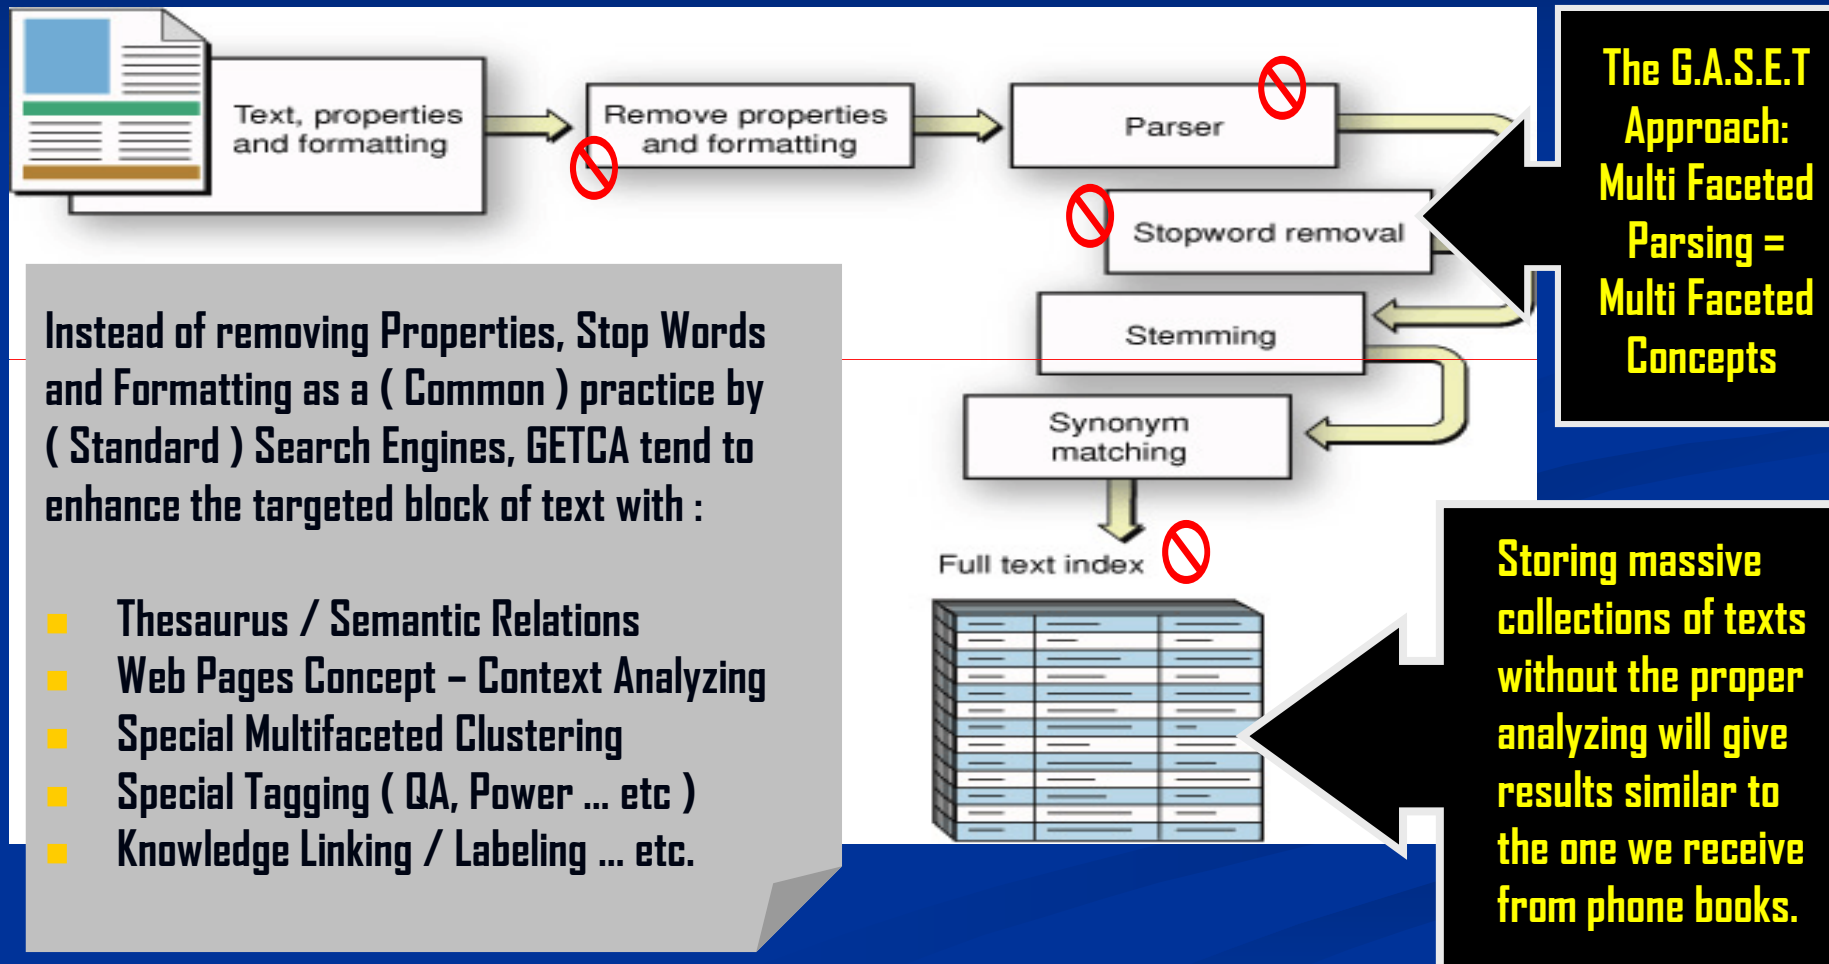 Text, properties
and formatting
Remove properties
and formatting
Parser
Stopword removal
Stemming
Synonym
matching
Full text index
The G.A.S.E.T
Approach:
Multi Faceted
Parsing =
Multi Faceted
Concepts
Instead of removing Properties, Stop Words
and Formatting as a ( Common ) practice by
( Standard ) Search Engines, GETCA tend to
enhance the targeted block of text with :
Thesaurus / Semantic Relations
Web Pages Concept – Context Analyzing
Special Multifaceted Clustering
Special Tagging ( QA, Power ... etc )
Knowledge Linking / Labeling ... etc.
Storing massive
collections of texts
without the proper
analyzing will give
results similar to
the one we receive
from phone books.